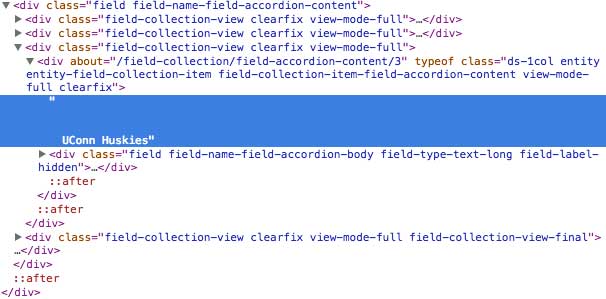 ▼<div class="field field-name-field-accordion-content">
▶<div class="field-collection-view clearfix view-mode-full">…</div>
▶<div class="field-collection-view clearfix view-mode-full">…</div>
▼<div class="field-collection-view clearfix view-mode-full">
▼<div about="/field-collection/field-accordion-content/3" typeof class="ds-1col entity
entity-field-collection-item field-collection-item-field-accordion-content view-mode-
full clearfix">
"
UConn Huskies"
▶<div class="field field-name-field-accordion-body field-type-text-long field-label-
hidden">…</div>
::after
</div>
::after
</div>
▶<div class="field-collection-view clearfix view-mode-full field-collection-view-final">
…</div>
</div>
::after
</div>